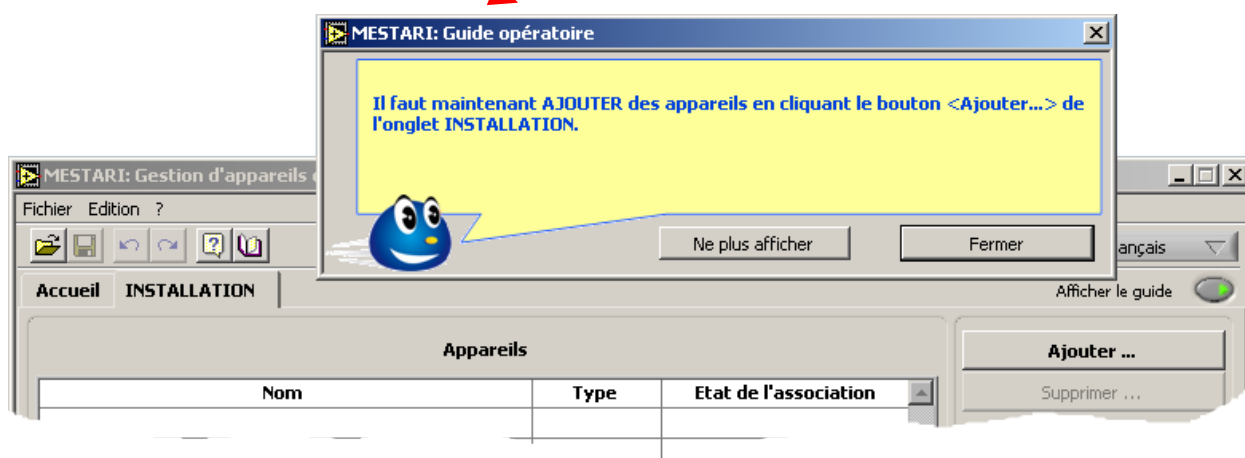 MESTARI: Guide opératoire
Il faut maintenant AJOUTER des appareils en cliquant le bouton <Ajouter...> de
l'onglet INSTALLATION.
Ne plus afficher Fermer
MESTARI: Gestion d'appareils
Fichier Edition ?
ançais
Accueil INSTALLATION Afficher le guide
Appareils Ajouter ...
Nom Type Etat de l'association Supprimer ...